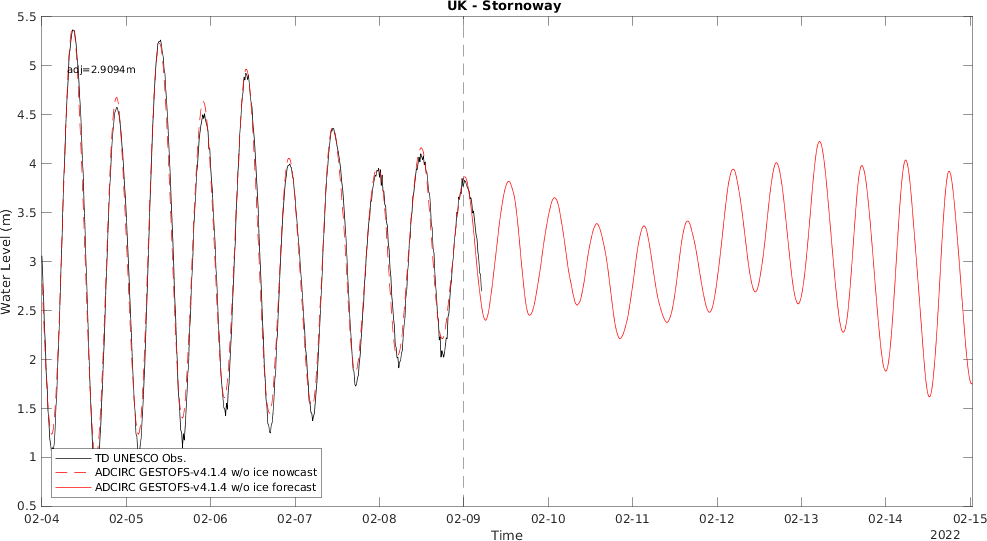 UK - Stornoway
5.5
5
4.5
4
3.5
3
2.5
2
1.5
1
0.5
Water Level (m)
adj=2.9094m
TD UNESCO Obs.
ADCIRC GESTOFS-v4.1.4 w/o ice nowcast
ADCIRC GESTOFS-v4.1.4 w/o ice forecast
02-04 02-05 02-06 02-07 02-08 02-09 02-10 02-11 02-12 02-13 02-14 02-15
Time
2022